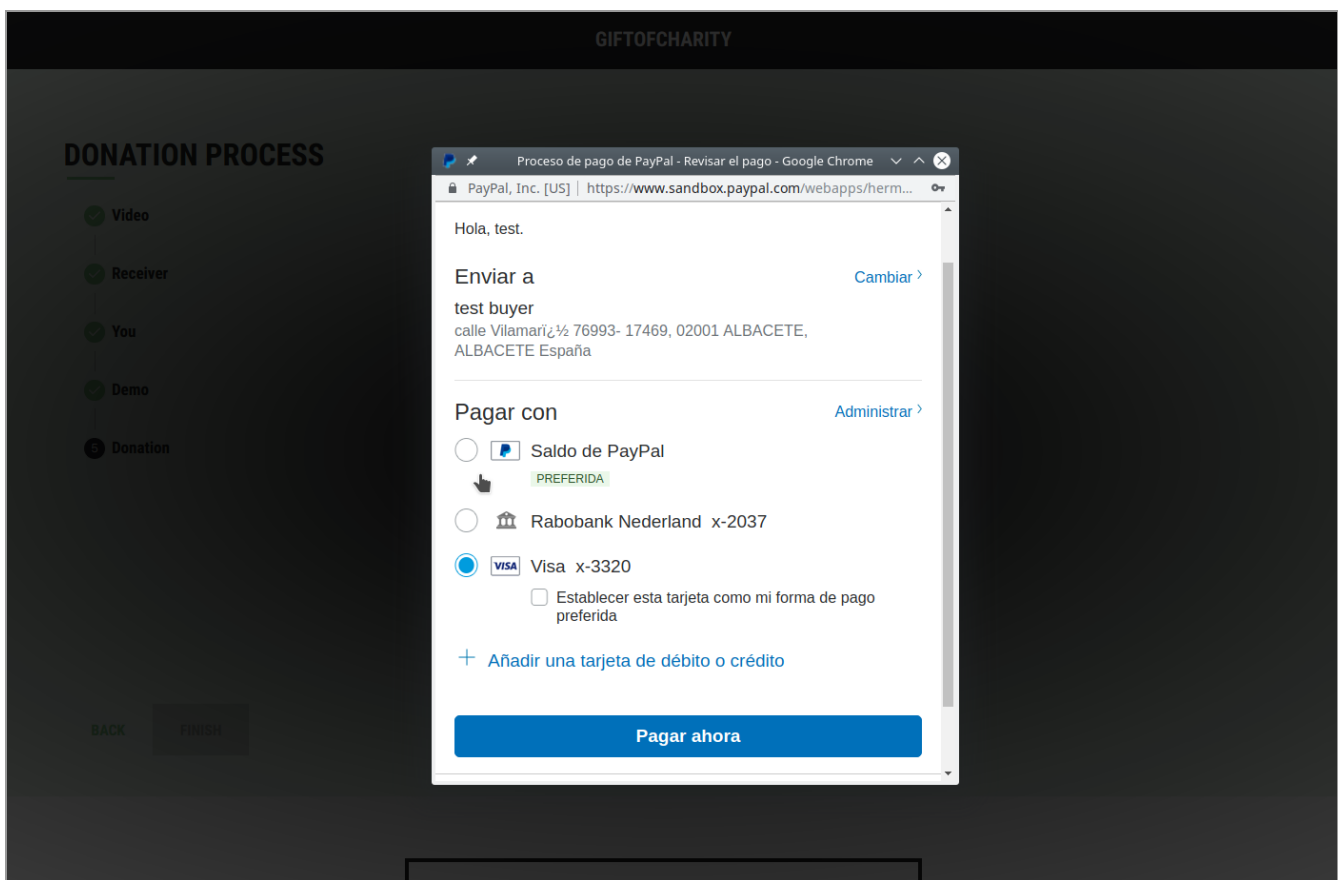 GIFTOFCHARITY
DONATION PROCESS
Video
Receiver
You
Demo
5 Donation
BACK FINISH
Proceso de pago de PayPal - Revisar el pago - Google Chrome
PayPal, Inc. [US] https://www.sandbox.paypal.com/webapps/herm...
Hola, test.
Enviar a Cambiar
test buyer
calle Vilamarï¿½ 76993- 17469, 02001 ALBACETE,
ALBACETE España
Pagar con Administrar
Saldo de PayPal
PREFERIDA
Rabobank Nederland x-2037
VISA Visa x-3320
Establecer esta tarjeta como mi forma de pago
preferida
+ Añadir una tarjeta de débito o crédito
Pagar ahora